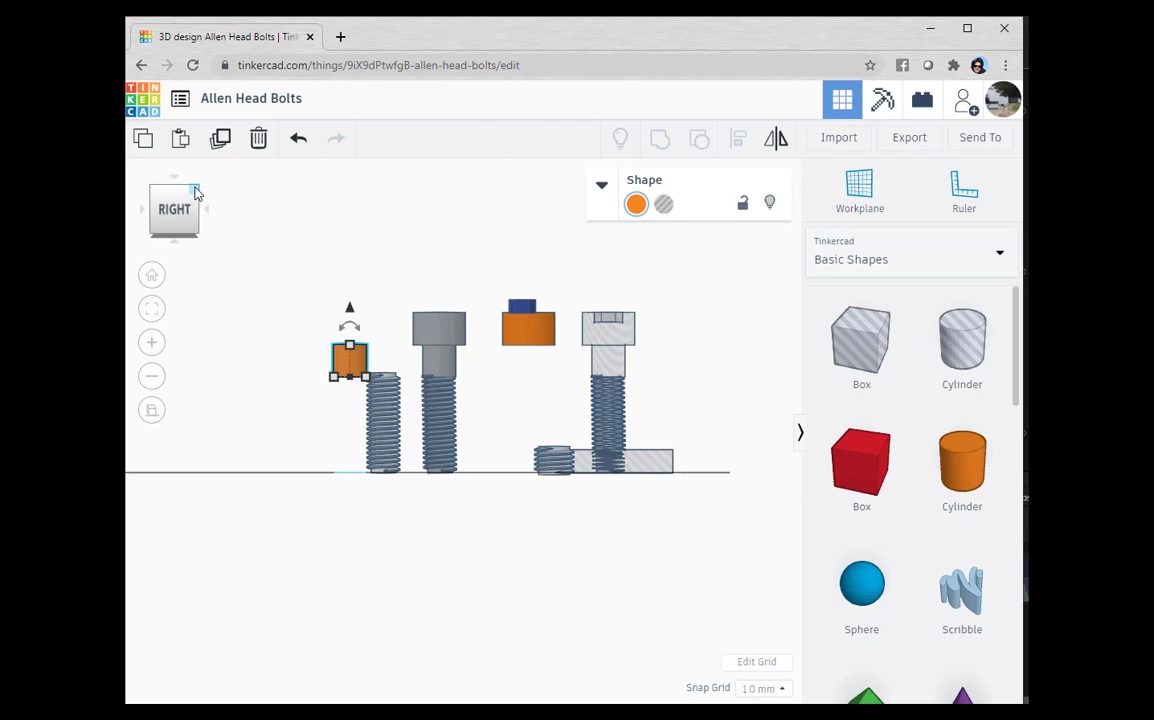 3D design Allen Head Bolts | Tink
tinkercad.com/things/9iX9dPtwfgB-allen-head-bolts/edit
TIN
KER
CAD
Allen Head Bolts
Import
Export
Send To
RIGHT
Shape
Workplane
Ruler
Tinkercad
Basic Shapes
Box
Cylinder
Box
Cylinder
Sphere
Scribble
Edit Grid
Snap Grid
1.0 mm